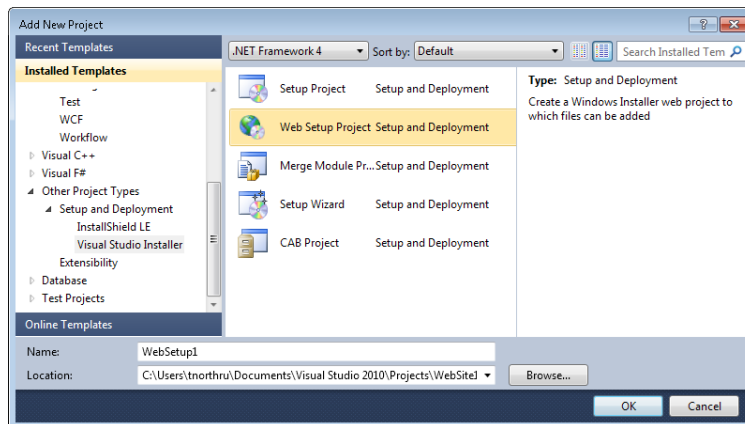 Add New Project
Recent Templates
.NET Framework 4
Sort by: Default
Search Installed Tem
Installed Templates
Test
WCF
Workflow
Visual C++
Visual F#
Other Project Types
Setup and Deployment
InstallShield LE
Visual Studio Installer
Extensibility
Database
Test Projects
Online Templates
Setup Project Setup and Deployment
Web Setup Project Setup and Deployment
Merge Module Pr... Setup and Deployment
Setup Wizard Setup and Deployment
CAB Project Setup and Deployment
Type: Setup and Deployment
Create a Windows Installer web project to
which files can be added
Name: WebSetup1
Location: C:\Users\tnorthru\Documents\Visual Studio 2010\Projects\WebSite1
Browse...
OK Cancel